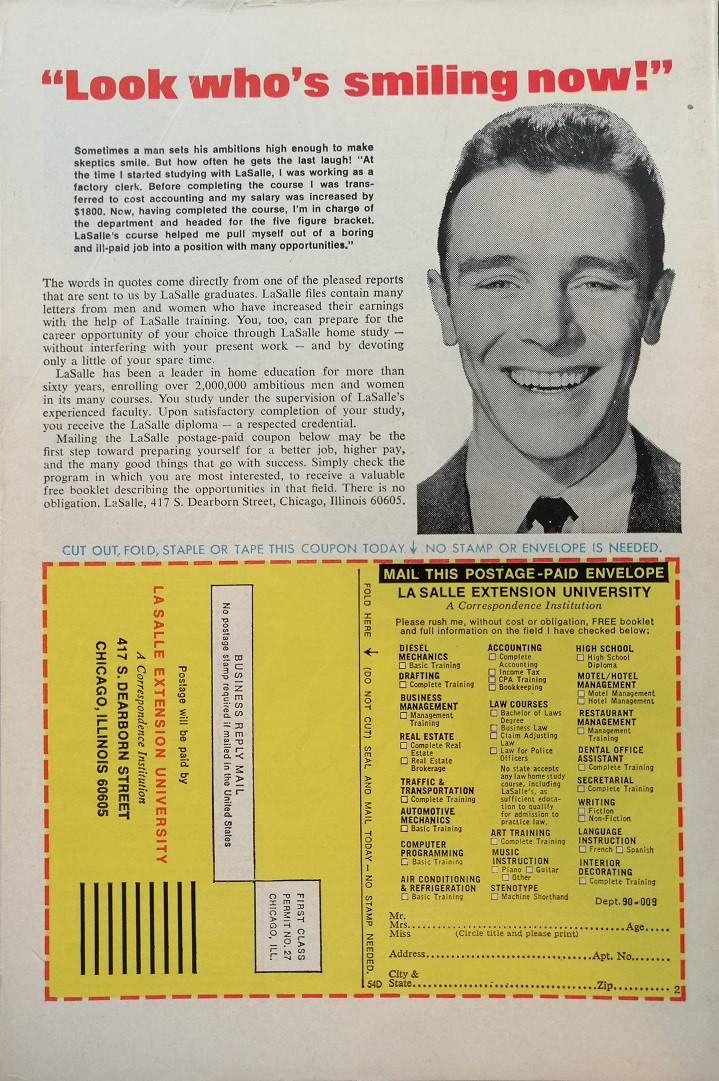 “Look who’s smiling now!”
Sometimes a man sets his ambitions high enough to make
skeptics smile. But how often he gets the last laugh! “At
the time I started studying with LaSalle, I was working as a
factory clerk. Before completing the course I was trans-
ferred to cost accounting and my salary was increased by
$1800. Now, having completed the course, I’m in charge of
the department and headed for the five figure bracket.
LaSalle’s course helped me pull myself out of a boring
and ill-paid job into a position with many opportunities.”
The words in quotes come directly from one of the pleased reports
that are sent to us by LaSalle graduates. LaSalle files contain many
letters from men and women who have increased their earnings
with the help of LaSalle training. You, too, can prepare for the
career opportunity of your choice through LaSalle home study —
without interfering with your present work — and by devoting
only a little of your spare time.
LaSalle has been a leader in home education for more than
sixty years, enrolling over 2,000,000 ambitious men and women
in its many courses. You study under the supervision of LaSalle’s
experienced faculty. Upon satisfactory completion of your study,
you receive the LaSalle diploma — a respected credential.
Mailing the LaSalle postage-paid coupon below may be the
first step toward preparing yourself for a better job, higher pay,
and the many good things that go with success. Simply check the
program in which you are most interested, to receive a valuable
free booklet describing the opportunities in that field. There is no
obligation. LaSalle, 417 S. Dearborn Street, Chicago, Illinois 60605.
CUT OUT, FOLD, STAPLE OR TAPE THIS COUPON TODAY ↓ NO STAMP OR ENVELOPE IS NEEDED.
FIRST CLASS
PERMIT NO. 27
CHICAGO, ILL.
BUSINESS REPLY MAIL
No postage stamp required if mailed in the United States
Postage will be paid by
LA SALLE EXTENSION UNIVERSITY
A Correspondence Institution
417 S. DEARBORN STREET
CHICAGO, ILLINOIS 60605
FOLD HERE (DO NOT CUT) SEAL AND MAIL TODAY — NO STAMP NEEDED.
54D
MAIL THIS POSTAGE-PAID ENVELOPE
LA SALLE EXTENSION UNIVERSITY
A Correspondence Institution
Please rush me, without cost or obligation, FREE booklet
and full information on the field I have checked below:
DIESEL
MECHANICS
☐ Basic Training
DRAFTING
☐ Complete Training
BUSINESS
MANAGEMENT
☐ Management
Training
REAL ESTATE
☐ Complete Real
Estate
☐ Real Estate
Brokerage
TRAFFIC &
TRANSPORTATION
☐ Complete Training
AUTOMOTIVE
MECHANICS
☐ Basic Training
COMPUTER
PROGRAMMING
☐ Basic Training
AIR CONDITIONING
& REFRIGERATION
☐ Basic Training
ACCOUNTING
☐ Complete
Accounting
☐ Income Tax
☐ CPA Training
☐ Bookkeeping
LAW COURSES
☐ Bachelor of Laws
Degree
☐ Business Law
☐ Claim Adjusting
Law
☐ Law for Police
Officers
No state accepts
any law home study
course, including
LaSalle’s, as
sufficient educa-
tion to qualify
for admission to
practice law.
ART TRAINING
☐ Complete Training
MUSIC
INSTRUCTION
☐ Piano ☐ Guitar
☐ Other
STENOTYPE
☐ Machine Shorthand
HIGH SCHOOL
☐ High School
Diploma
MOTEL/HOTEL
MANAGEMENT
☐ Motel Management
☐ Hotel Management
RESTAURANT
MANAGEMENT
☐ Management
Training
DENTAL OFFICE
ASSISTANT
☐ Complete Training
SECRETARIAL
☐ Complete Training
WRITING
☐ Fiction
☐ Non-Fiction
LANGUAGE
INSTRUCTION
☐ French ☐ Spanish
INTERIOR
DECORATING
☐ Complete Training
Dept. 90-009
Mr.
Mrs. Age
Miss (Circle title and please print)
Address Apt. No.
City &
State Zip 2